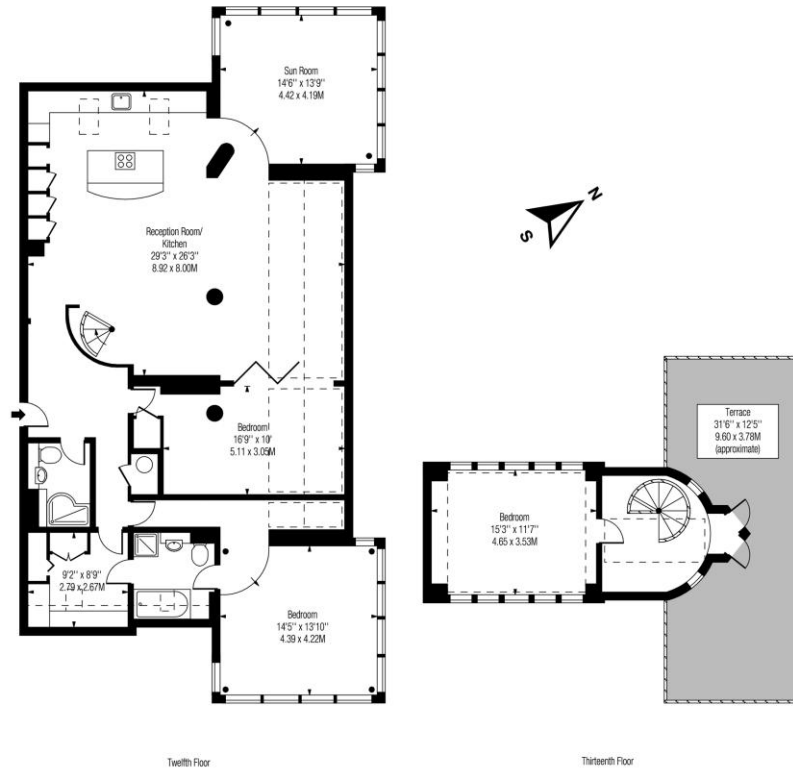 Sun Room
14'6'' x 13'9''
4.42 x 4.19M
Reception Room/
Kitchen
29'3'' x 26'3''
8.92 x 8.00M
N
S
Bedroom
16'9'' x 10'
5.11 x 3.05M
9'2'' x 8'9''
2.79 x 2.67M
Bedroom
14'5'' x 13'10''
4.39 x 4.22M
Terrace
31'6'' x 12'5''
9.60 x 3.78M
(approximate)
Bedroom
15'3'' x 11'7''
4.65 x 3.53M
Twelfth Floor
Thirteenth Floor